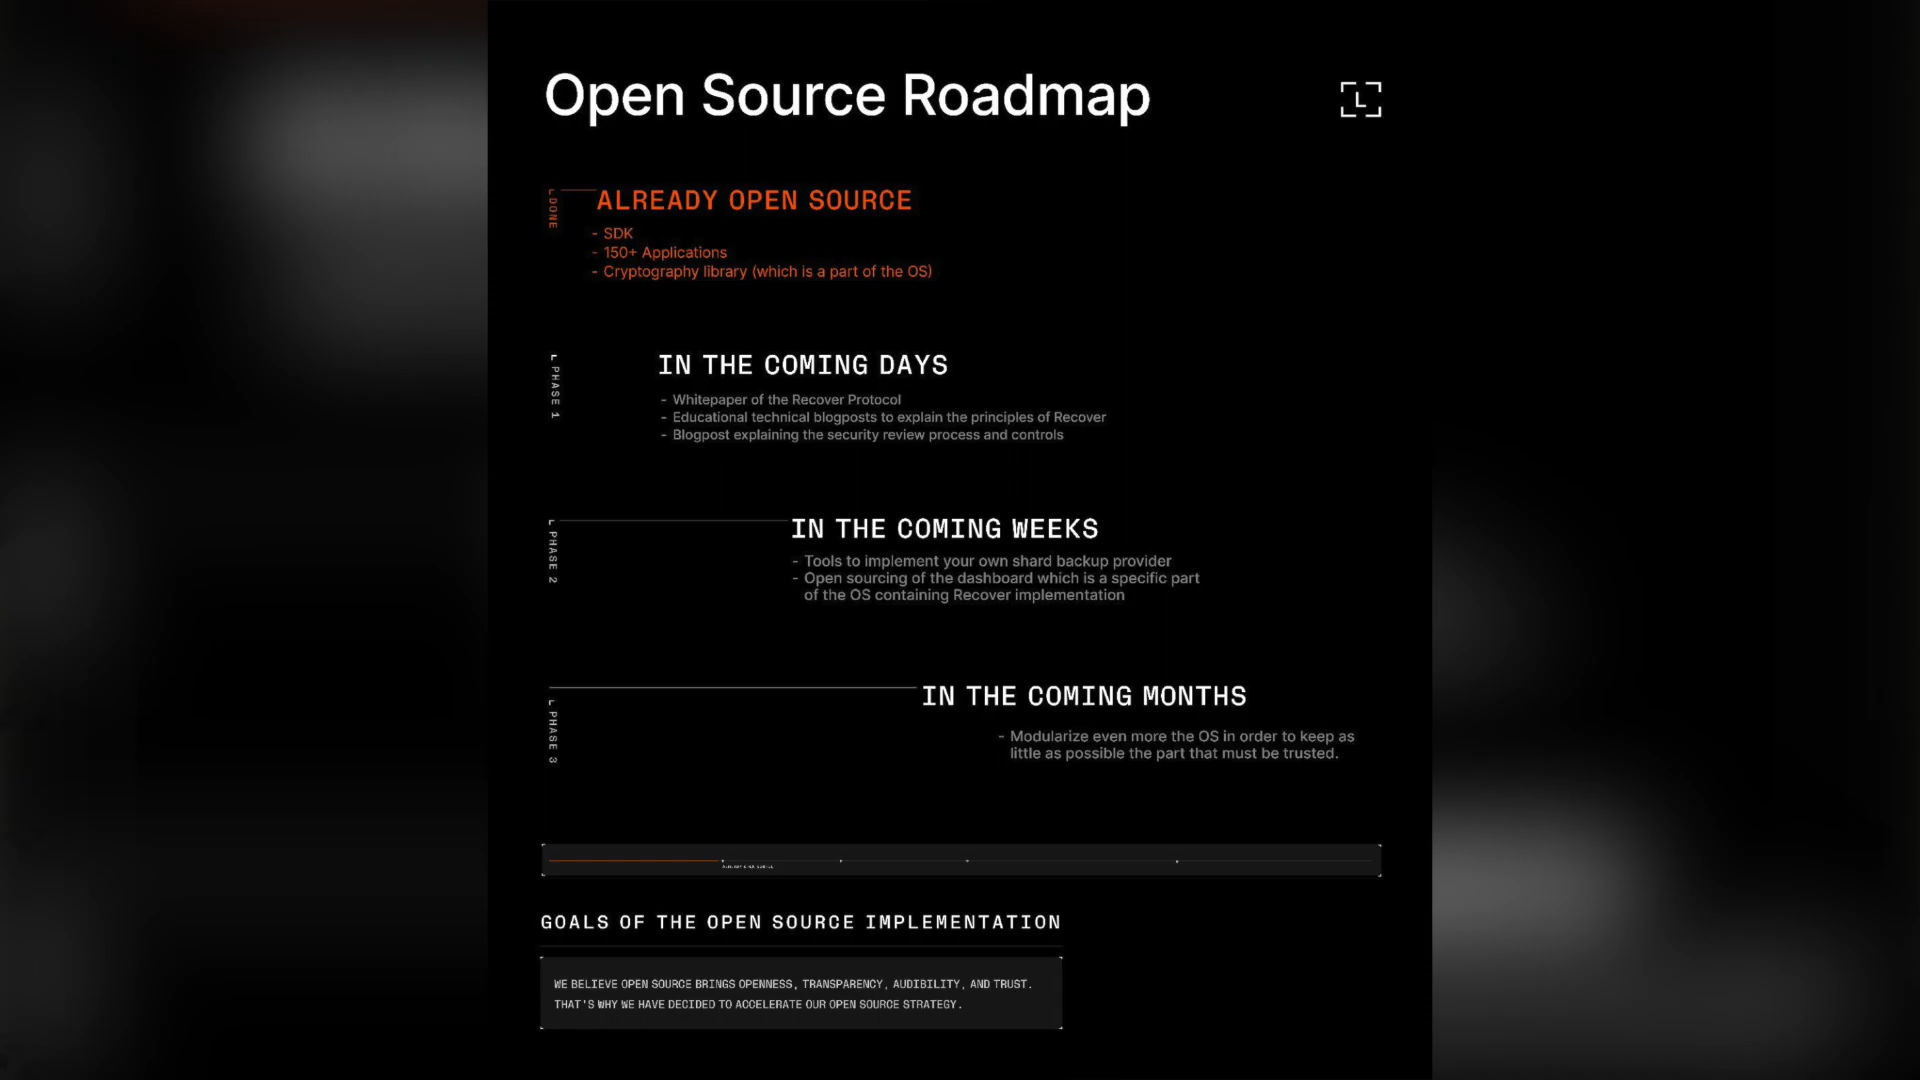 Open Source Roadmap
L
L DONE
ALREADY OPEN SOURCE
- SDK
- 150+ Applications
- Cryptography library (which is a part of the OS)
L PHASE 1
IN THE COMING DAYS
- Whitepaper of the Recover Protocol
- Educational technical blogposts to explain the principles of Recover
- Blogpost explaining the security review process and controls
L PHASE 2
IN THE COMING WEEKS
- Tools to implement your own shard backup provider
- Open sourcing of the dashboard which is a specific part
of the OS containing Recover implementation
L PHASE 3
IN THE COMING MONTHS
- Modularize even more the OS in order to keep as
little as possible the part that must be trusted.
GOALS OF THE OPEN SOURCE IMPLEMENTATION
WE BELIEVE OPEN SOURCE BRINGS OPENNESS, TRANSPARENCY, AUDIBILITY, AND TRUST.
THAT'S WHY WE HAVE DECIDED TO ACCELERATE OUR OPEN SOURCE STRATEGY.